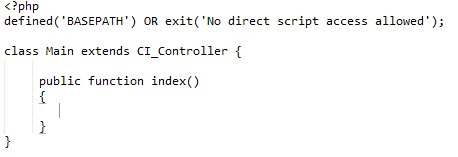 <?php
defined('BASEPATH') OR exit('No direct script access allowed');
class Main extends CI_Controller {
public function index()
{
}
}